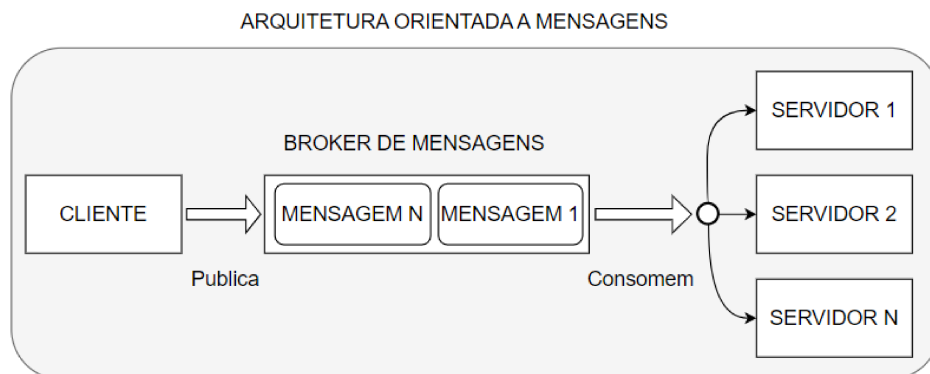 ARQUITETURA ORIENTADA A MENSAGENS
SERVIDOR 1
BROKER DE MENSAGENS
CLIENTE
MENSAGEM N
MENSAGEM 1
SERVIDOR 2
Publica
Consomem
SERVIDOR N